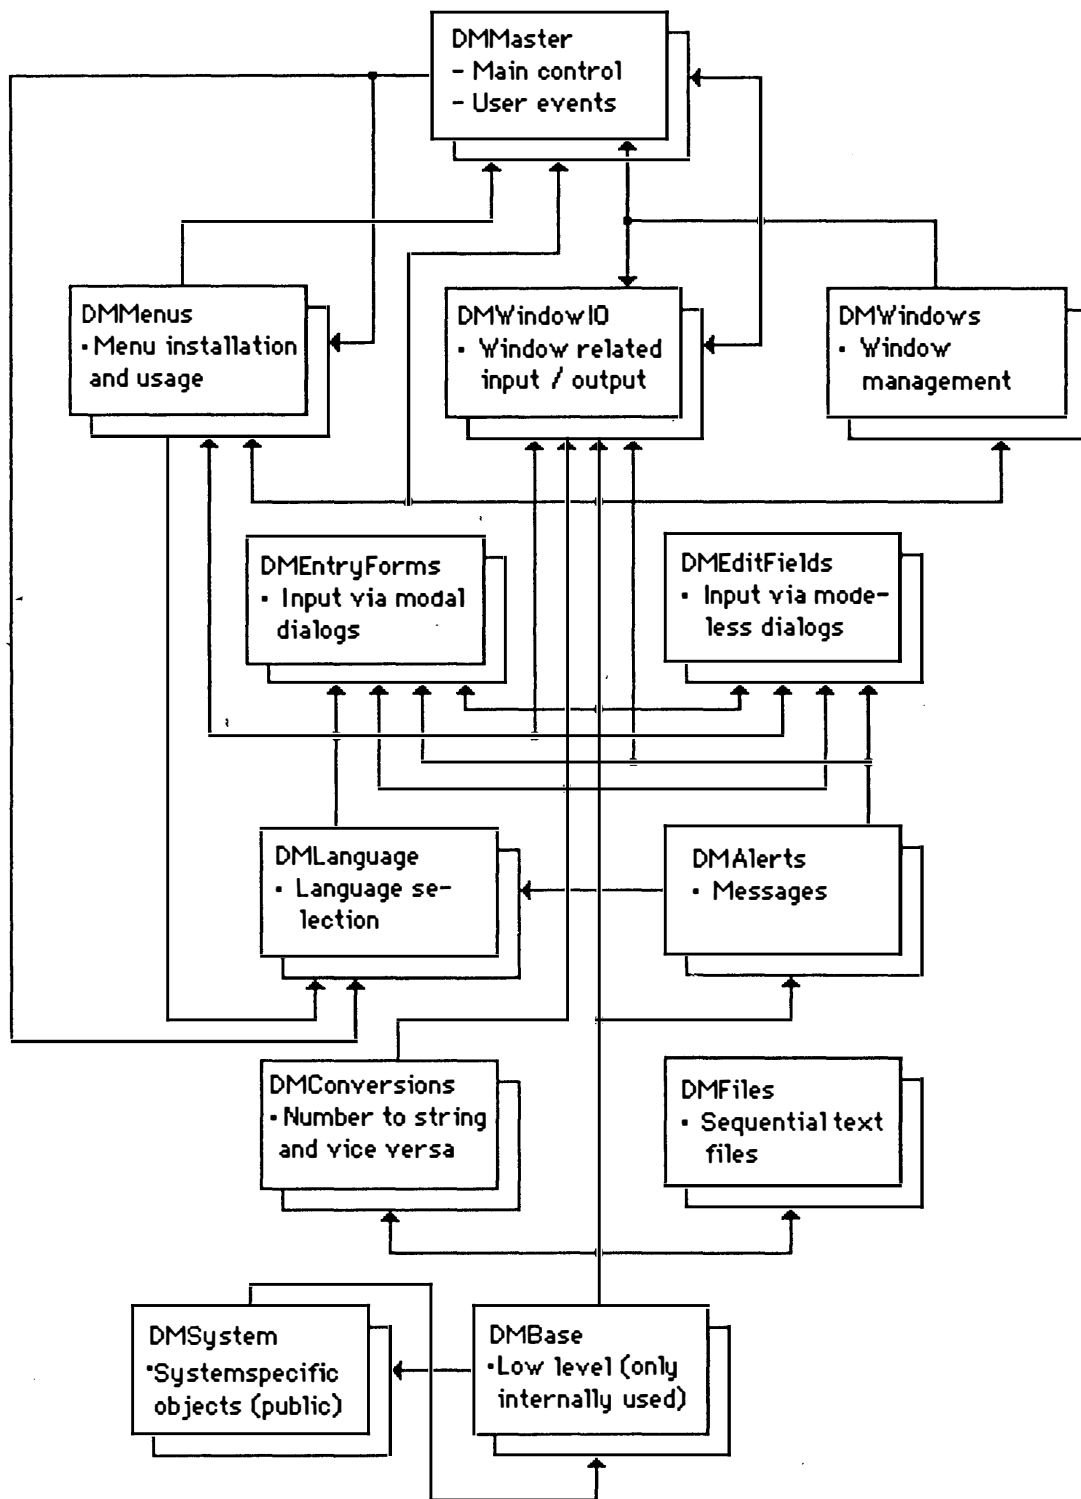 DMMaster
- Main control
- User events
DMMenus
▪ Menu installation
and usage
DMWindowIO
▪ Window related
input / output
DMWindows
▪ Window
management
DMEntryForms
▪ Input via modal
dialogs
DMEditFields
▪ Input via mode-
less dialogs
DMLanguage
▪ Language se-
lection
DMAlerts
▪ Messages
DMConversions
▪ Number to string
and vice versa
DMFiles
▪ Sequential text
files
DMSystem
▪Systemspecific
objects (public)
DMBase
▪Low level (only
internally used)